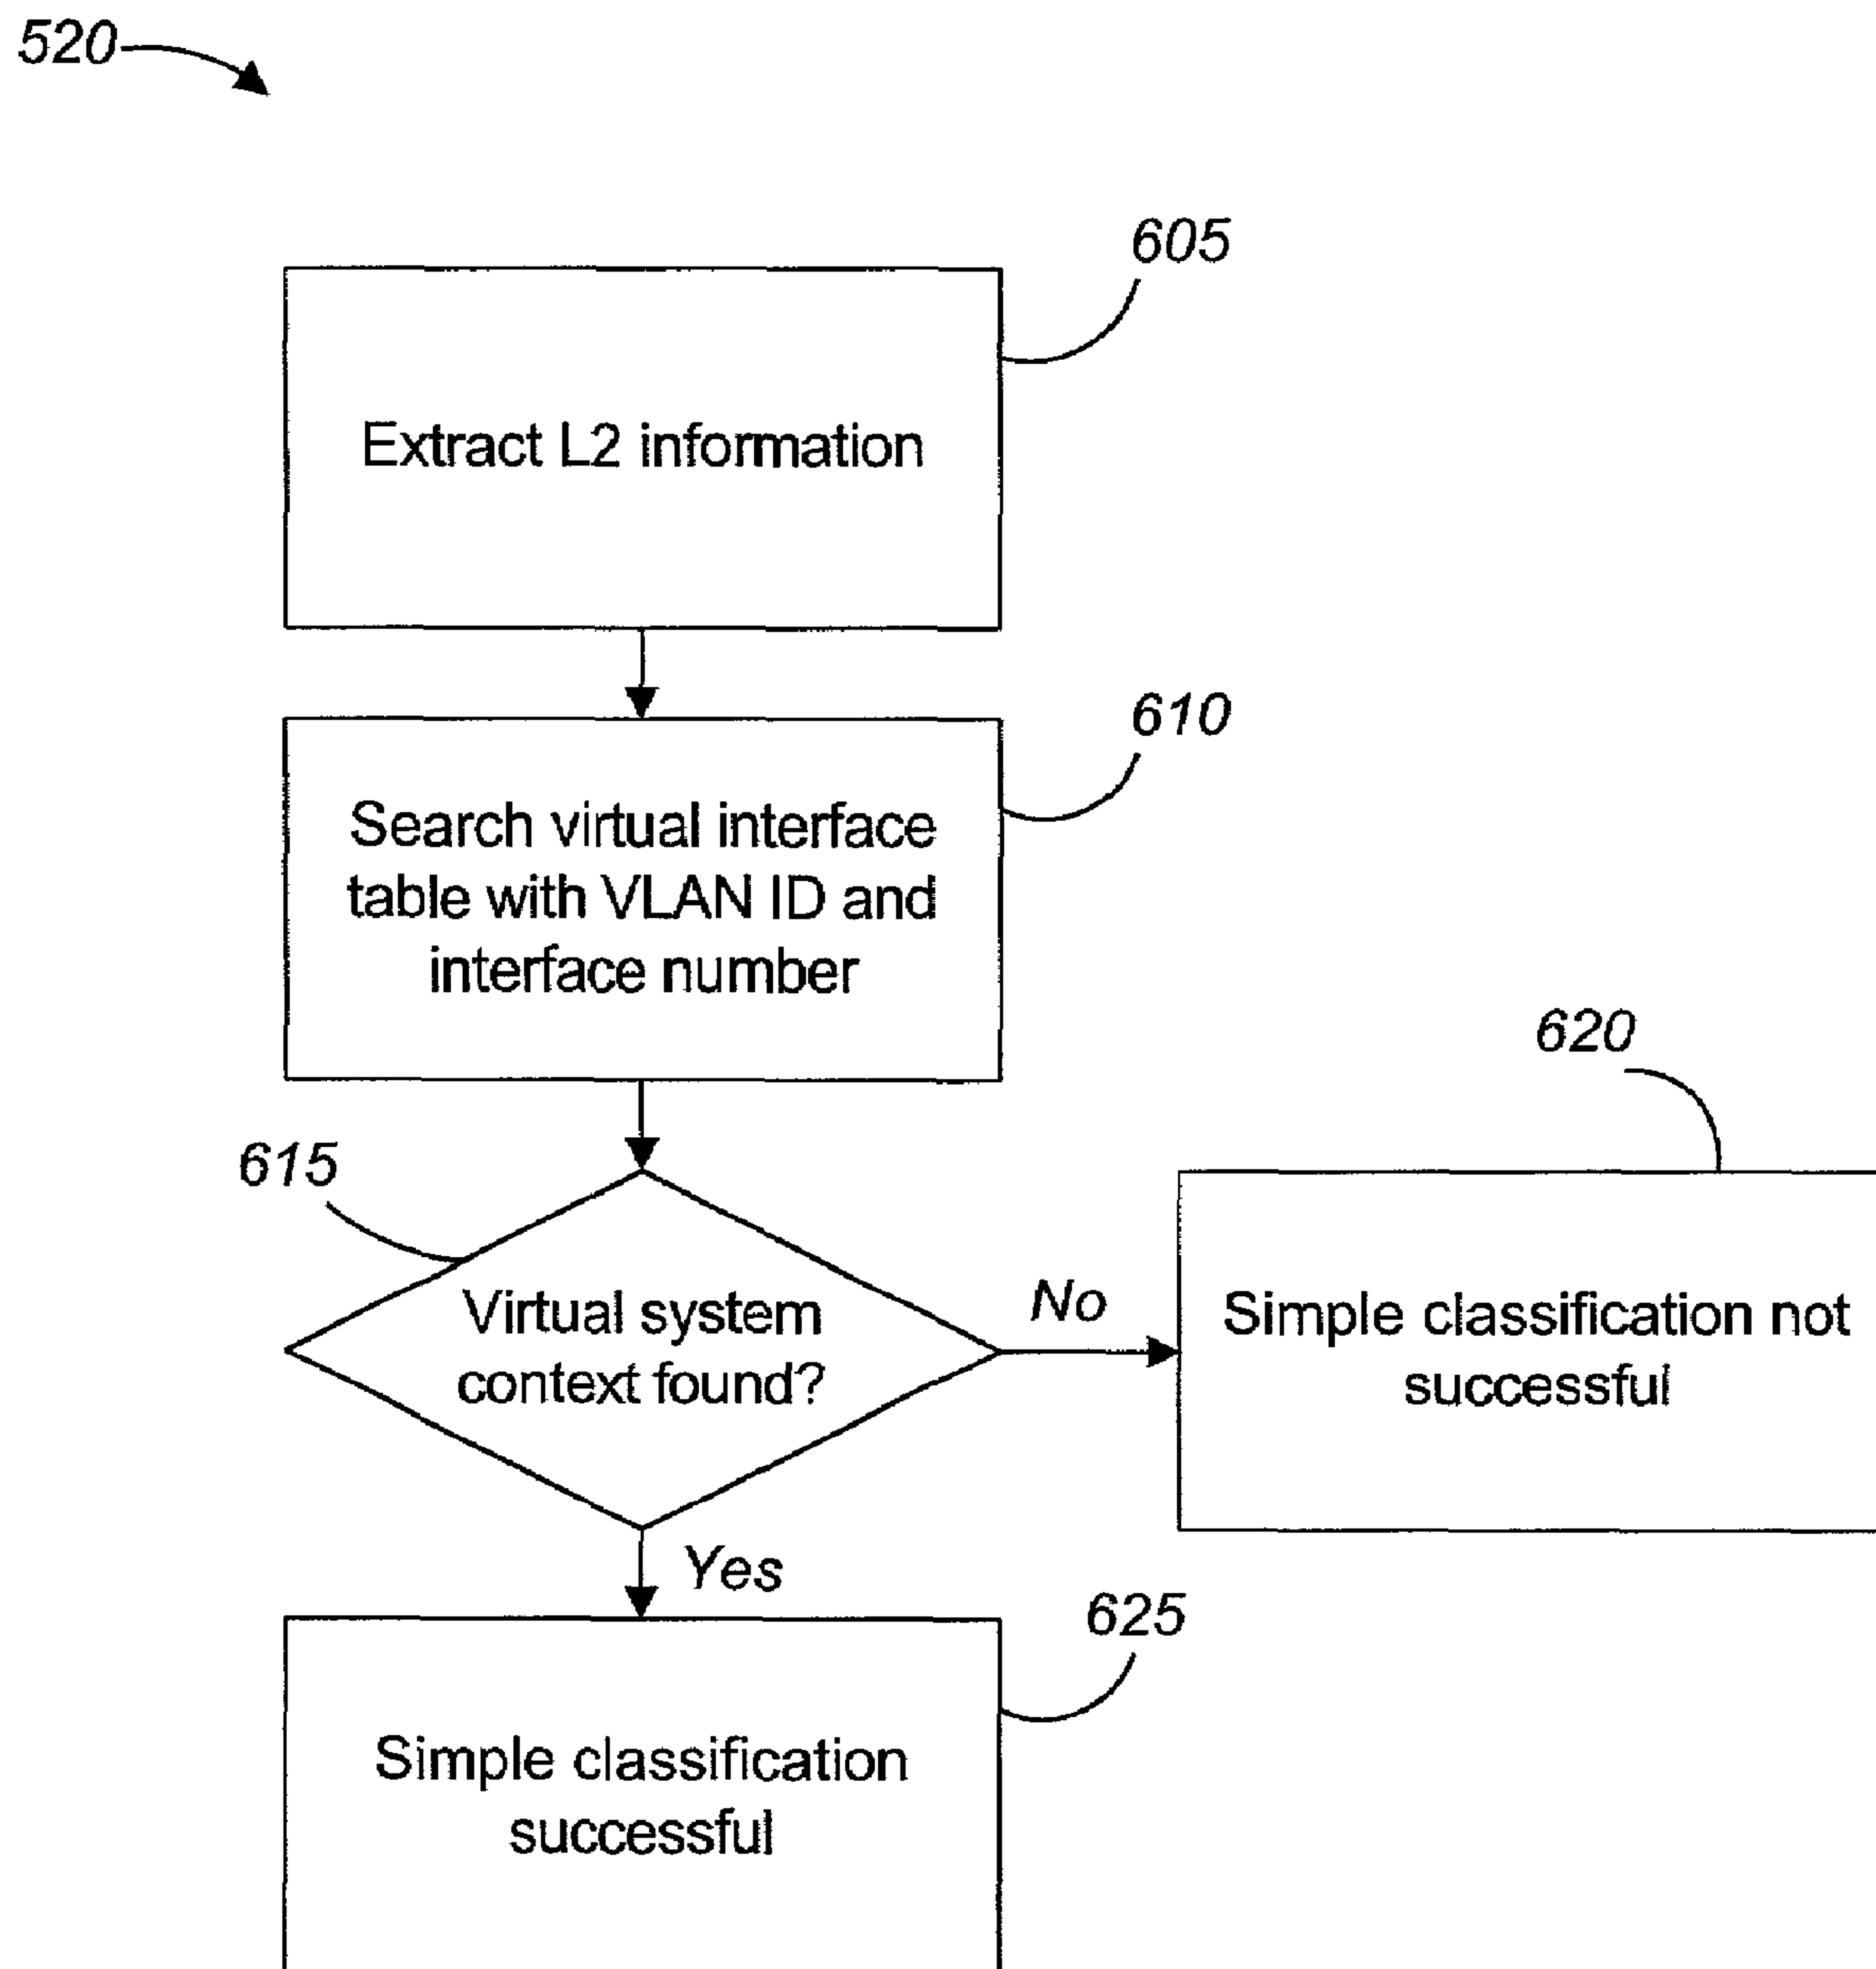 520
605
Extract L2 information
610
Search virtual interface
table with VLAN ID and
interface number
620
615
Virtual system
context found?
No
Simple classification not
successful
Yes
625
Simple classification
successful